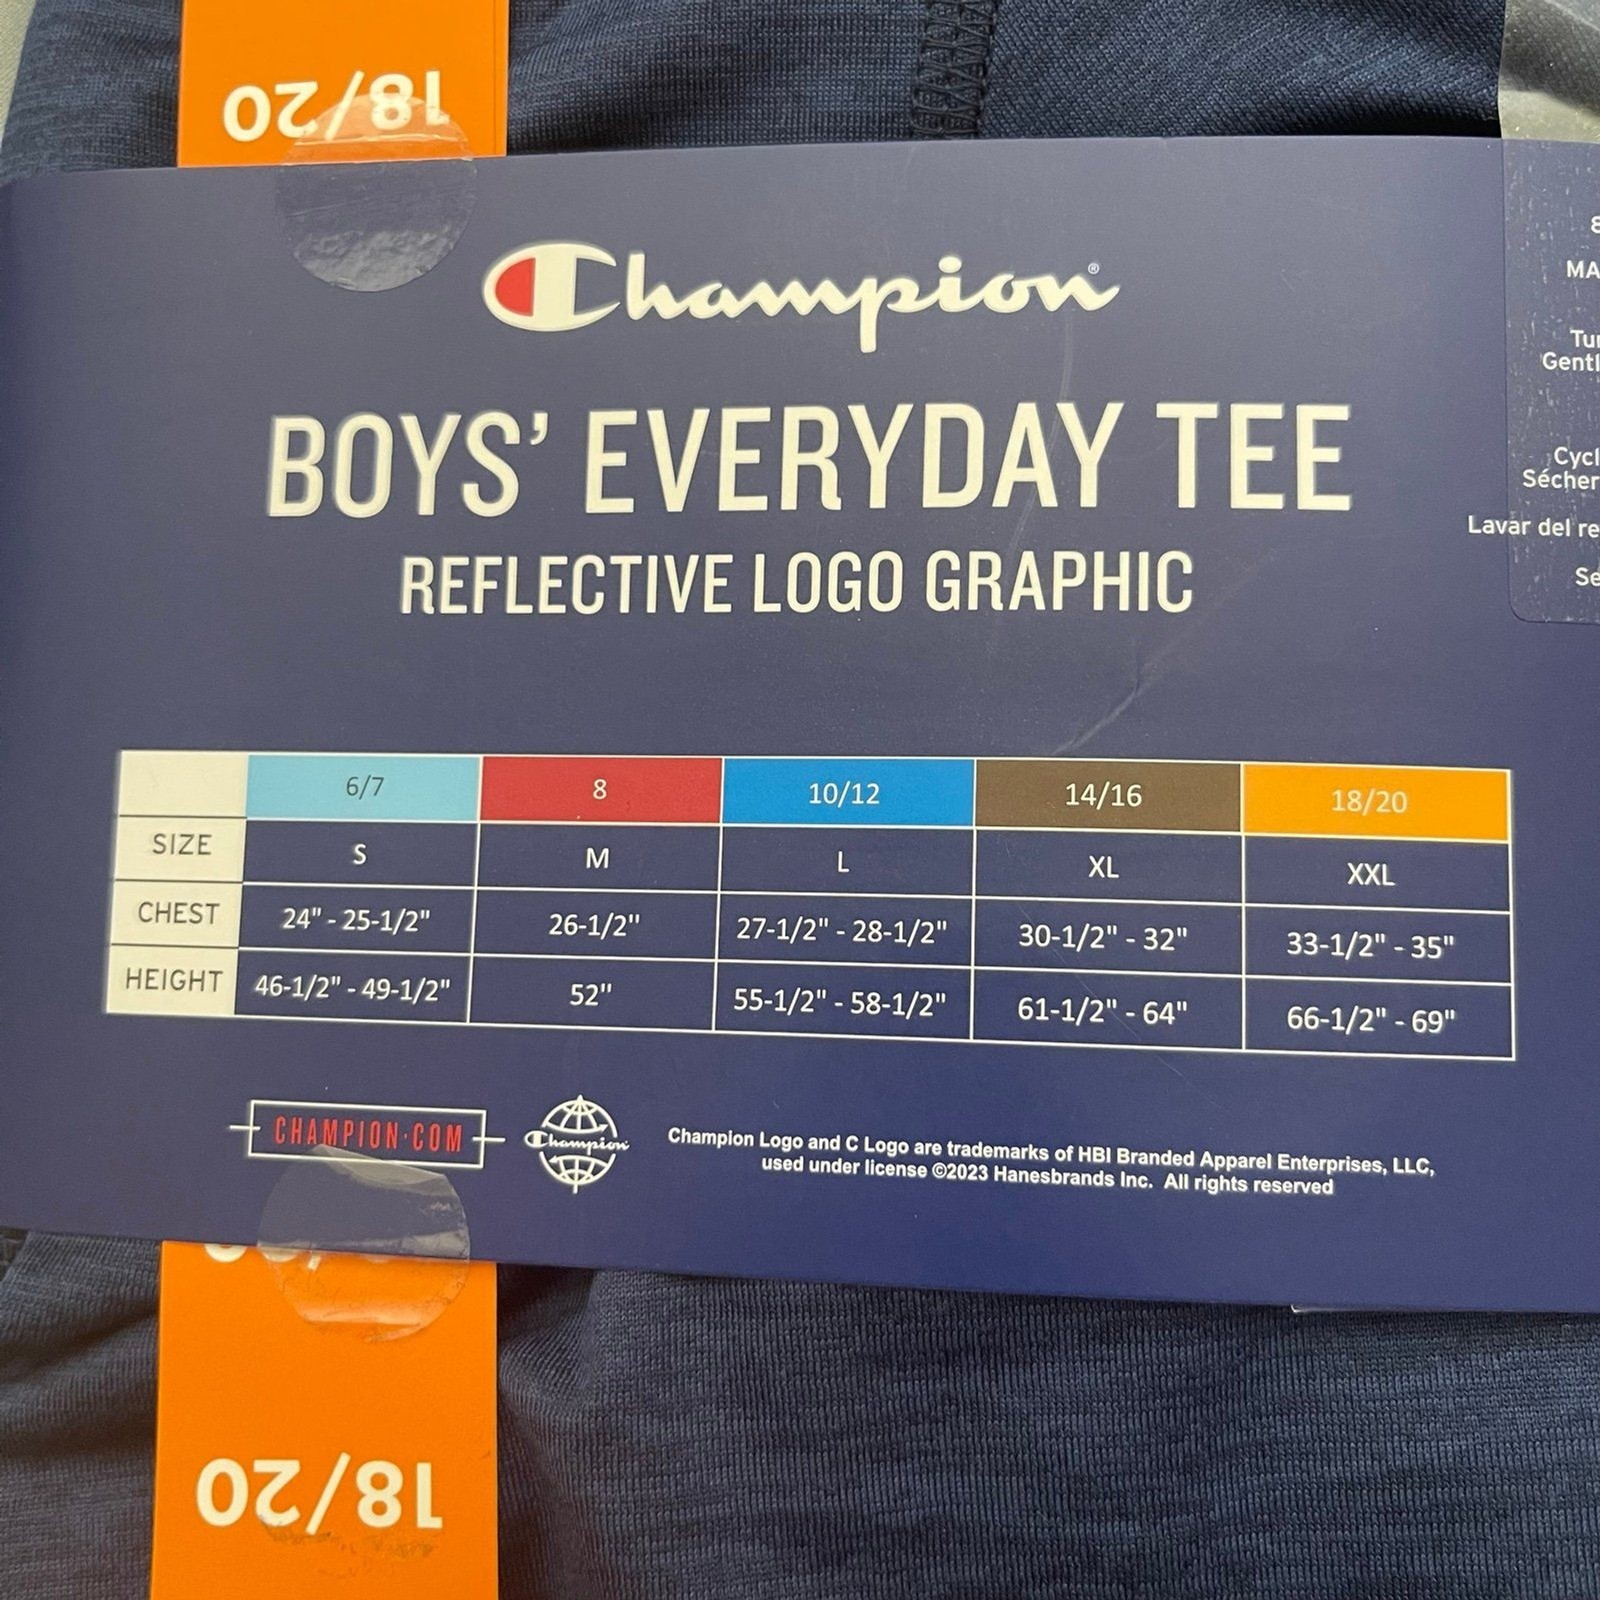 18/20
Champion®
BOYS' EVERYDAY TEE
REFLECTIVE LOGO GRAPHIC
6/7 8 10/12 14/16 18/20
SIZE S M L XL XXL
CHEST 24" - 25-1/2" 26-1/2" 27-1/2" - 28-1/2" 30-1/2" - 32" 33-1/2" - 35"
HEIGHT 46-1/2" - 49-1/2" 52" 55-1/2" - 58-1/2" 61-1/2" - 64" 66-1/2" - 69"
CHAMPION·COM
Champion
Champion Logo and C Logo are trademarks of HBI Branded Apparel Enterprises, LLC,
used under license ©2023 Hanesbrands Inc. All rights reserved
Lavar del
18/20